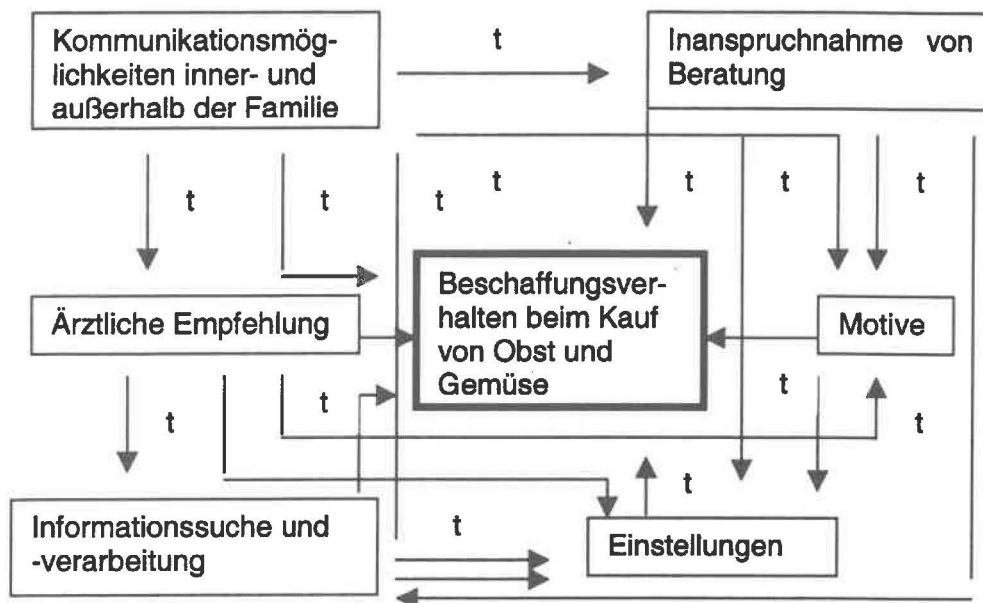 Kommunikationsmög-
lichkeiten inner- und
außerhalb der Familie
t
Inanspruchnahme von
Beratung
t
t
t
t
t
t
t
Ärztliche Empfehlung
Beschaffungsver-
halten beim Kauf
von Obst und
Gemüse
Motive
t
t
t
t
t
Informationssuche und
-verarbeitung
t
Einstellungen